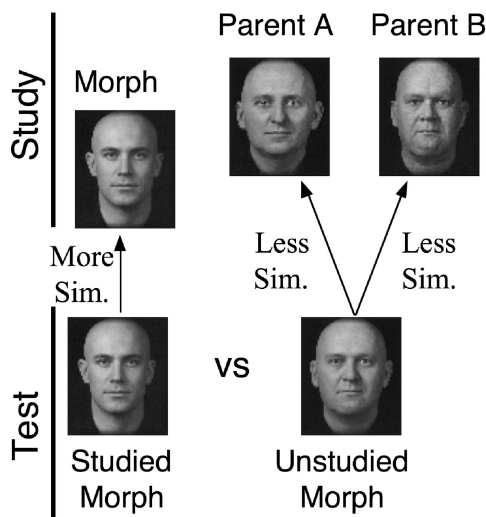 Study
Parent A
Parent B
Morph
More
Sim.
Less
Sim.
Less
Sim.
Test
vs
Studied
Morph
Unstudied
Morph